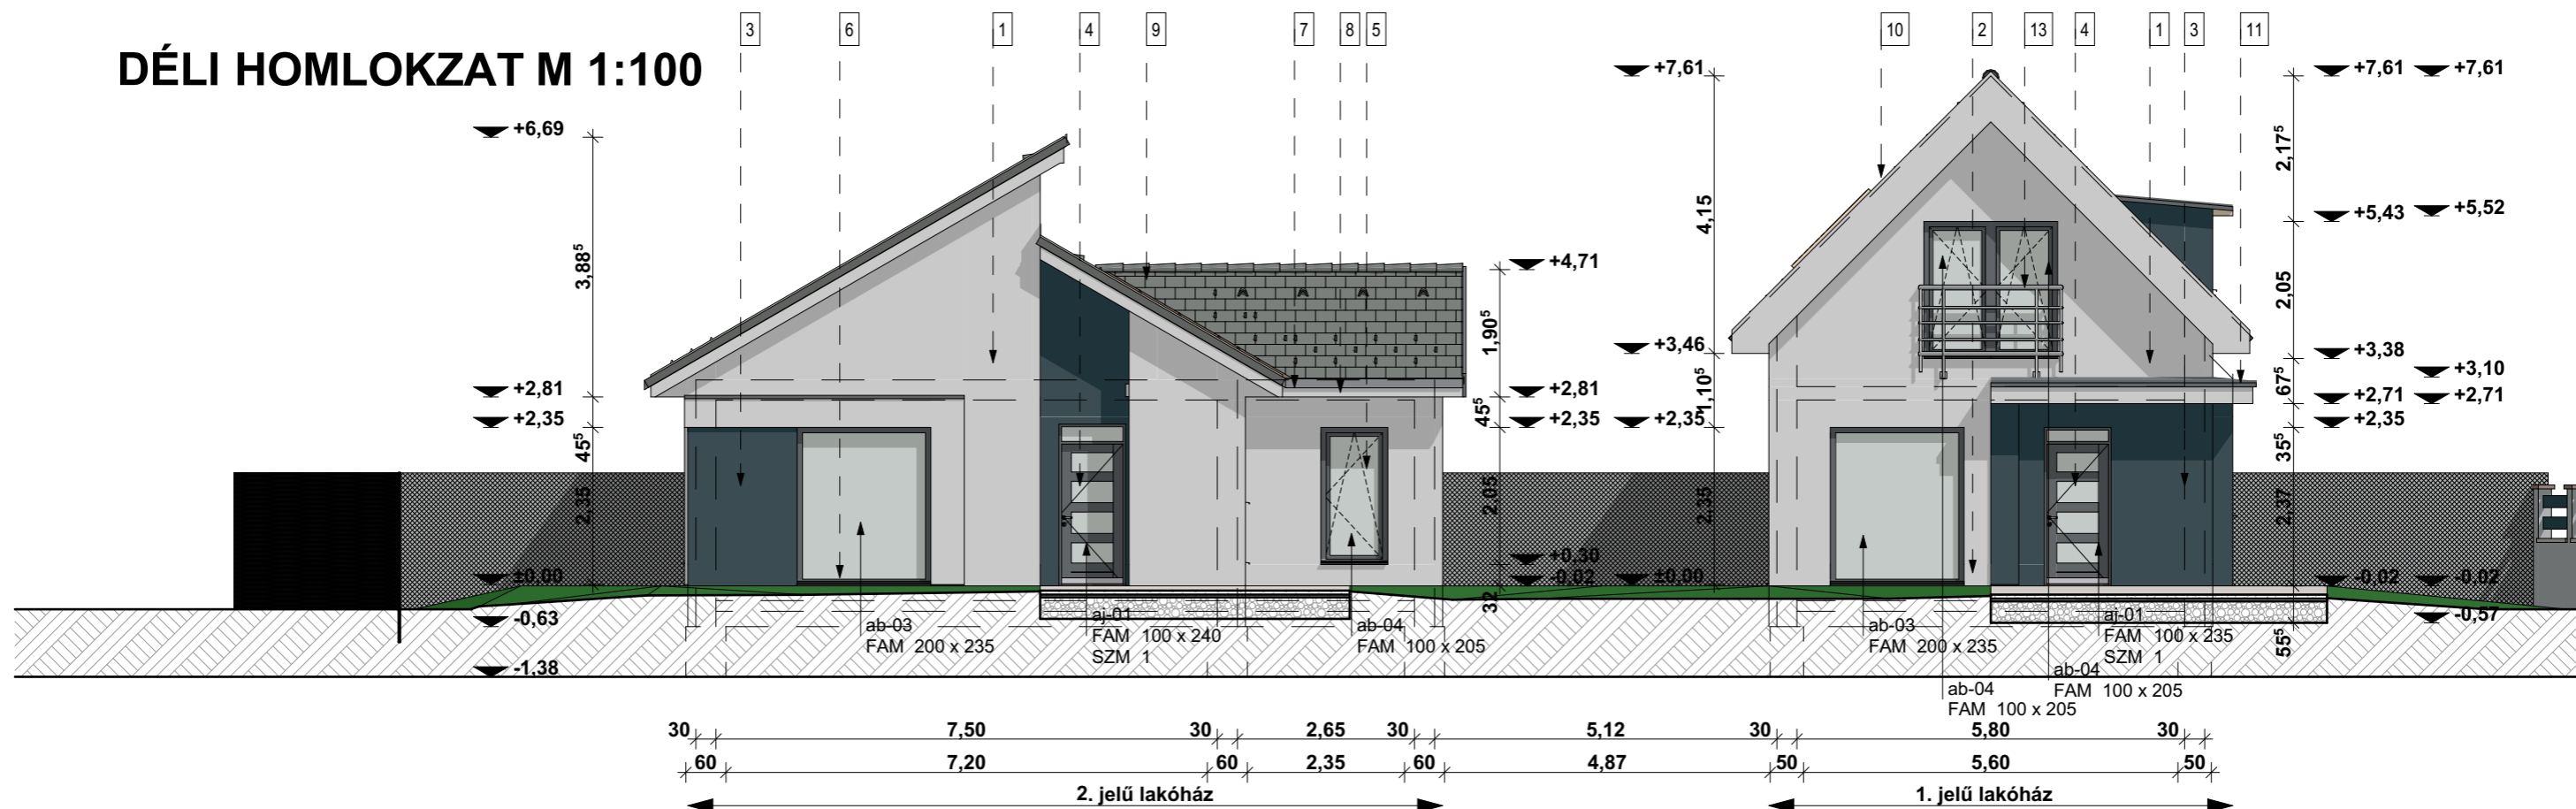 3 6 1 4 9 7 8 5 10 2 13 4 1 3 11
DÉLI HOMLOKZAT M 1:100
+7,61 +7,61 +7,61
+6,69
+5,43 +5,52
4,15 2,17⁵
3,88⁵
+4,71
2,05
1,90⁵
+3,46 +3,38
+3,10
+2,81 +2,81 1,10⁵ 67⁵ +2,71 +2,71
+2,35 45⁵ +2,35 +2,35 +2,35
45⁵ 35⁵
2,35 2,05 2,35 2,37
+0,30
±0,00 -0,02 ±0,00 -0,02 -0,02
32
-0,63 -0,57
55⁵
ab-03
FAM 200 x 235
aj-01
FAM 100 x 240
SZM 1
ab-04
FAM 100 x 205
ab-03
FAM 200 x 235
aj-01
FAM 100 x 235
SZM 1
-1,38
ab-04
FAM 100 x 205
ab-04
FAM 100 x 205
30 7,50 30 2,65 30 5,12 30 5,80 30
60 7,20 60 2,35 60 4,87 50 5,60 50
2. jelű lakóház 1. jelű lakóház